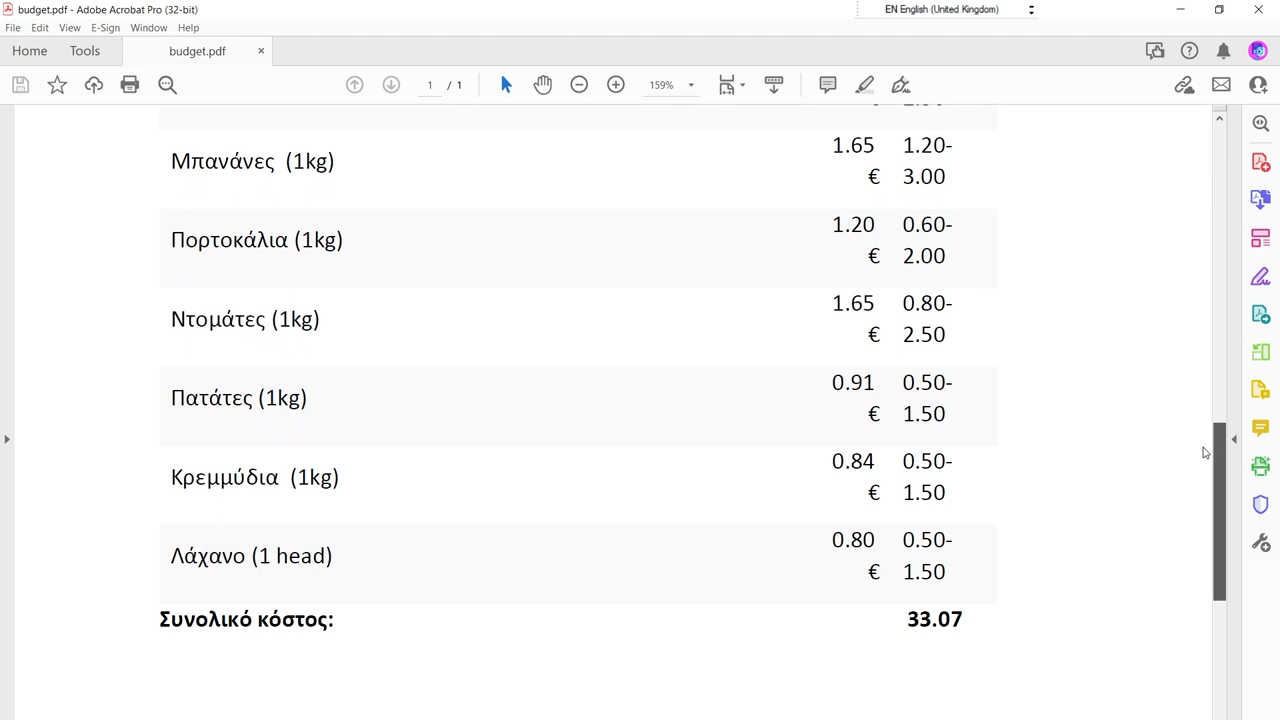 budget.pdf - Adobe Acrobat Pro (32-bit)
EN English (United Kingdom)
File Edit View E-Sign Window Help
Home Tools budget.pdf ×
1 / 1 159%
Μπανάνες (1kg) 1.65 € 1.20-3.00
Πορτοκάλια (1kg) 1.20 € 0.60-2.00
Ντομάτες (1kg) 1.65 € 0.80-2.50
Πατάτες (1kg) 0.91 € 0.50-1.50
Κρεμμύδια (1kg) 0.84 € 0.50-1.50
Λάχανο (1 head) 0.80 € 0.50-1.50
Συνολικό κόστος: 33.07